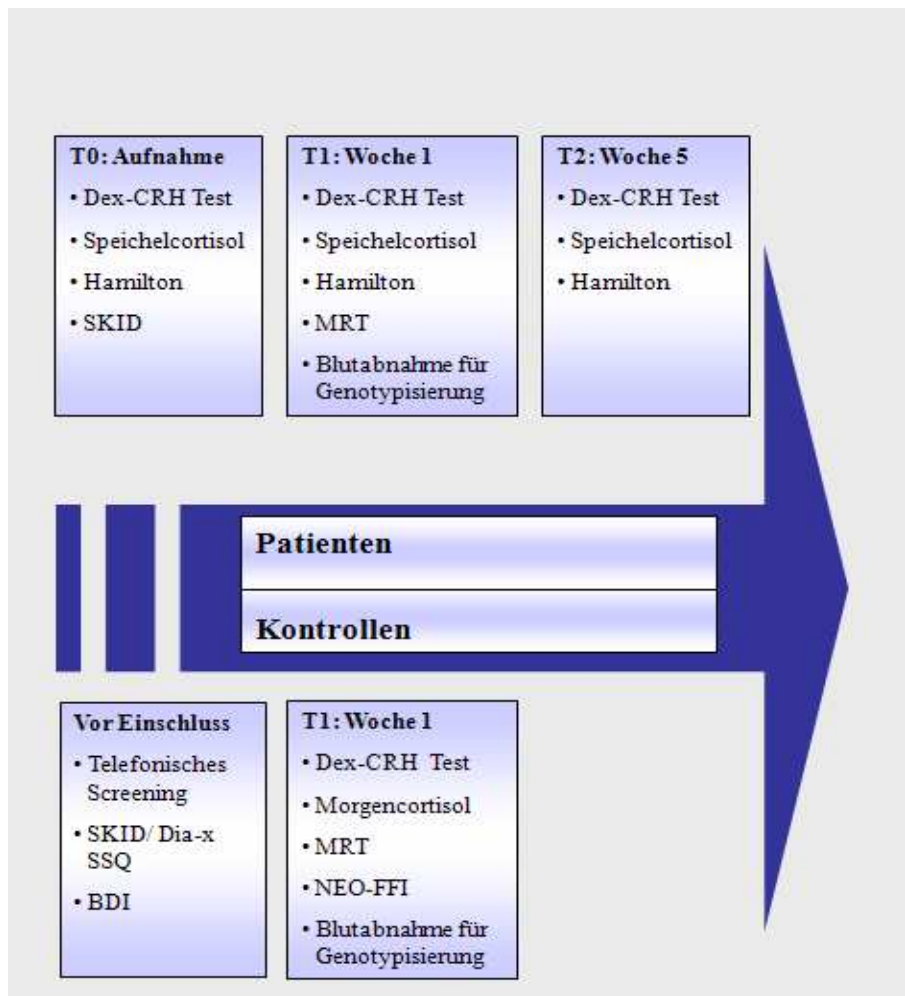 T0: Aufnahme
• Dex-CRH Test
• Speichelcortisol
• Hamilton
• SKID
T1: Woche 1
• Dex-CRH Test
• Speichelcortisol
• Hamilton
• MRT
• Blutabnahme für
Genotypisierung
T2: Woche 5
• Dex-CRH Test
• Speichelcortisol
• Hamilton
Patienten
Kontrollen
Vor Einschluss
• Telefonisches
Screening
• SKID/ Dia-x
SSQ
• BDI
T1: Woche 1
• Dex-CRH Test
• Morgencortisol
• MRT
• NEO-FFI
• Blutabnahme für
Genotypisierung